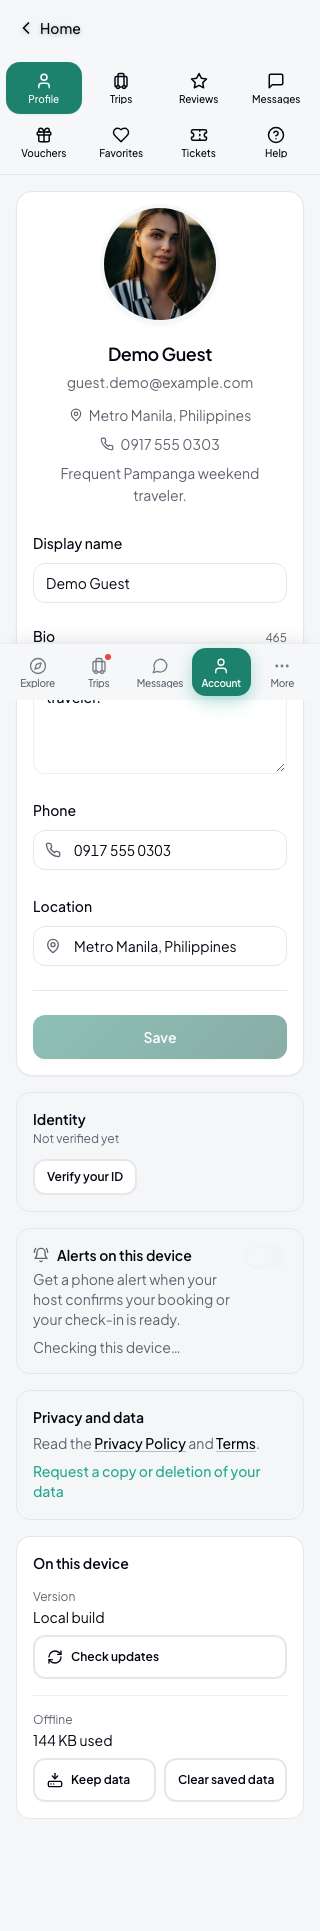 Home
Profile
Trips
Reviews
Messages
Vouchers
Favorites
Tickets
Help
Demo Guest
guest.demo@example.com
Metro Manila, Philippines
0917 555 0303
Frequent Pampanga weekend
traveler.
Display name
Demo Guest
Bio
465
Explore
Trips
Messages
Account
More
traveler.
Phone
0917 555 0303
Location
Metro Manila, Philippines
Save
Identity
Not verified yet
Verify your ID
Alerts on this device
Get a phone alert when your
host confirms your booking or
your check-in is ready.
Checking this device…
Privacy and data
Read the Privacy Policy and Terms.
Request a copy or deletion of your
data
On this device
Version
Local build
Check updates
Offline
144 KB used
Keep data
Clear saved data